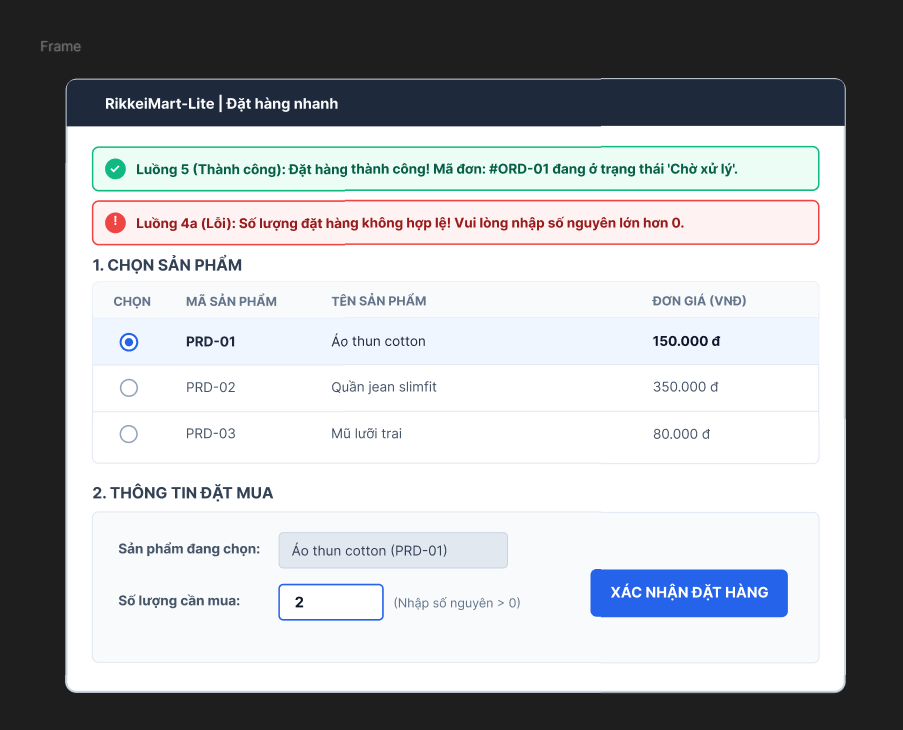 Frame
RikkeiMart-Lite | Đặt hàng nhanh
Luồng 5 (Thành công): Đặt hàng thành công! Mã đơn: #ORD-01 đang ở trạng thái 'Chờ xử lý'.
Luồng 4a (Lỗi): Số lượng đặt hàng không hợp lệ! Vui lòng nhập số nguyên lớn hơn 0.
1. CHỌN SẢN PHẨM
CHỌN MÃ SẢN PHẨM TÊN SẢN PHẨM ĐƠN GIÁ (VNĐ)
PRD-01 Áo thun cotton 150.000 đ
PRD-02 Quần jean slimfit 350.000 đ
PRD-03 Mũ lưỡi trai 80.000 đ
2. THÔNG TIN ĐẶT MUA
Sản phẩm đang chọn: Áo thun cotton (PRD-01)
Số lượng cần mua: 2 (Nhập số nguyên > 0)
XÁC NHẬN ĐẶT HÀNG